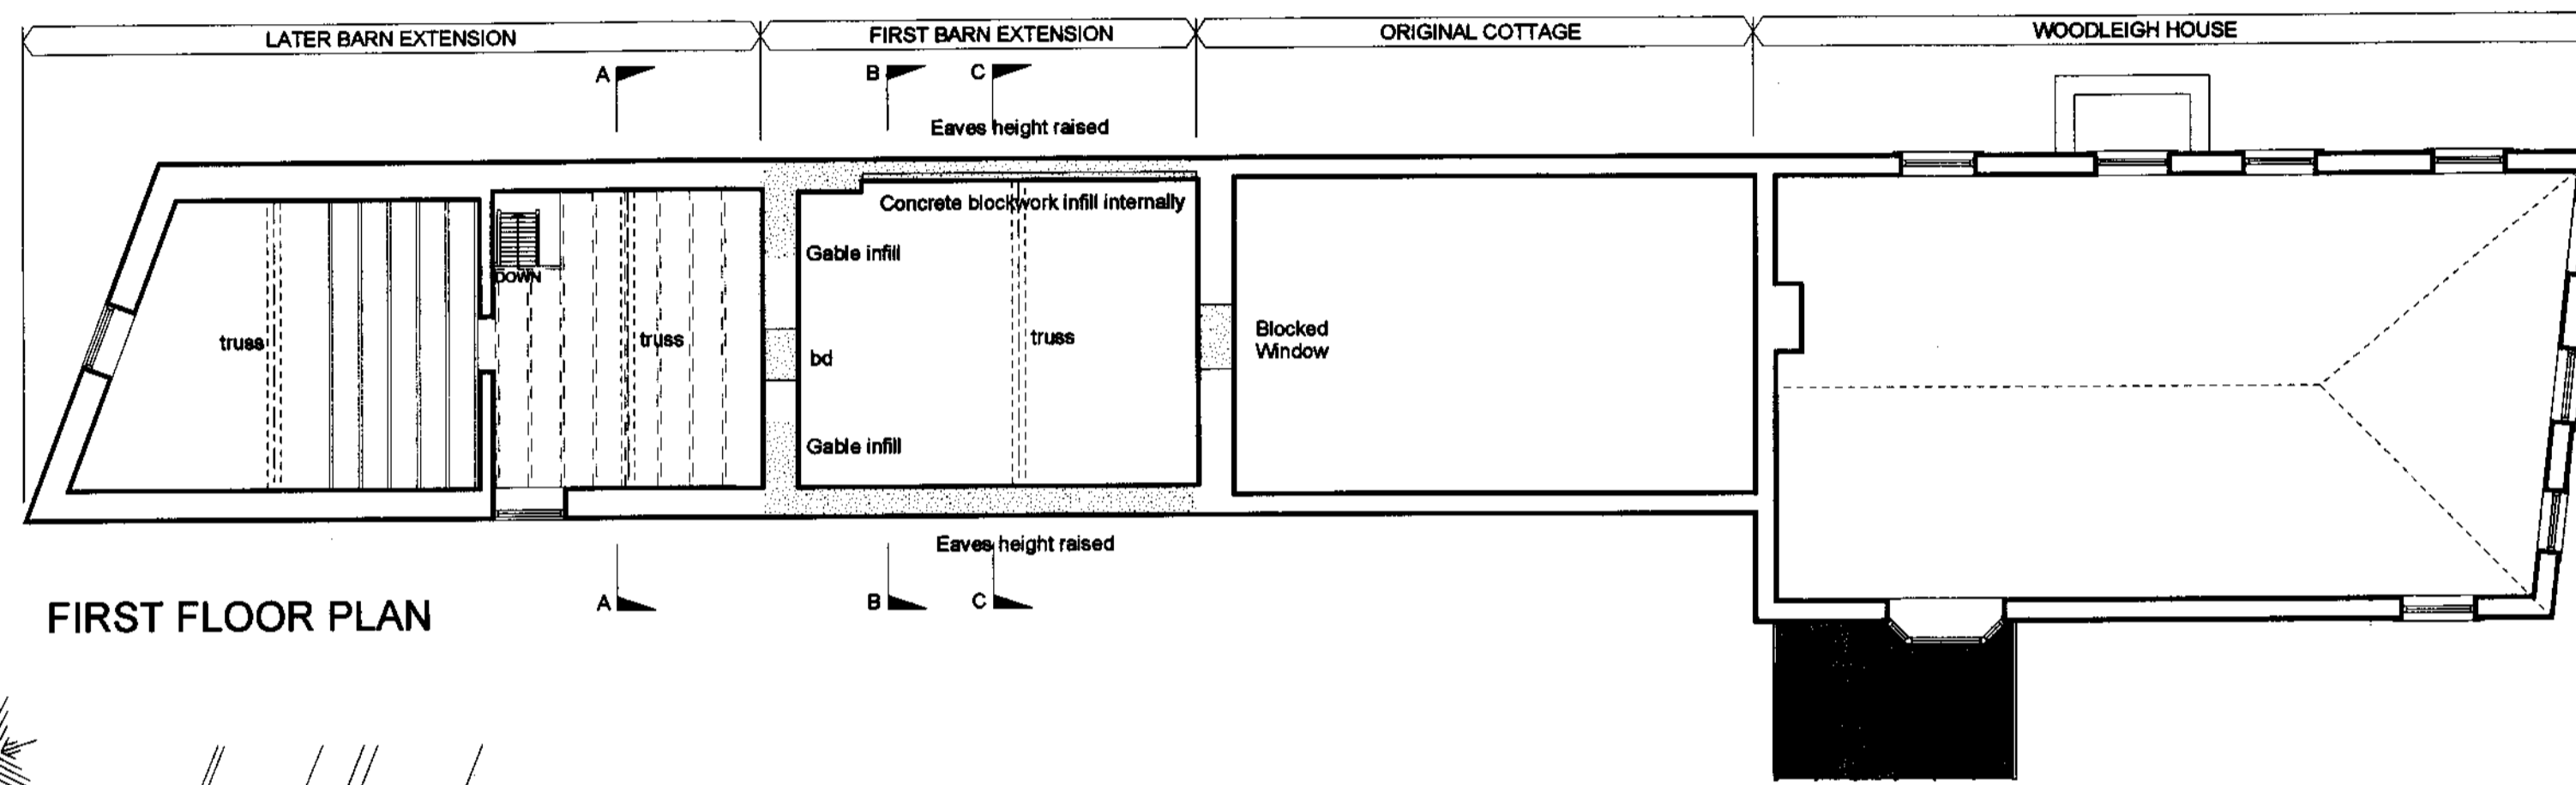 LATER BARN EXTENSION
FIRST BARN EXTENSION
ORIGINAL COTTAGE
WOODLEIGH HOUSE
A
B
C
Eaves height raised
Concrete blockwork infill internally
Gable infill
DOWN
truss
truss
truss
bd
Blocked
Window
Gable infill
Eaves height raised
A
B
C
FIRST FLOOR PLAN